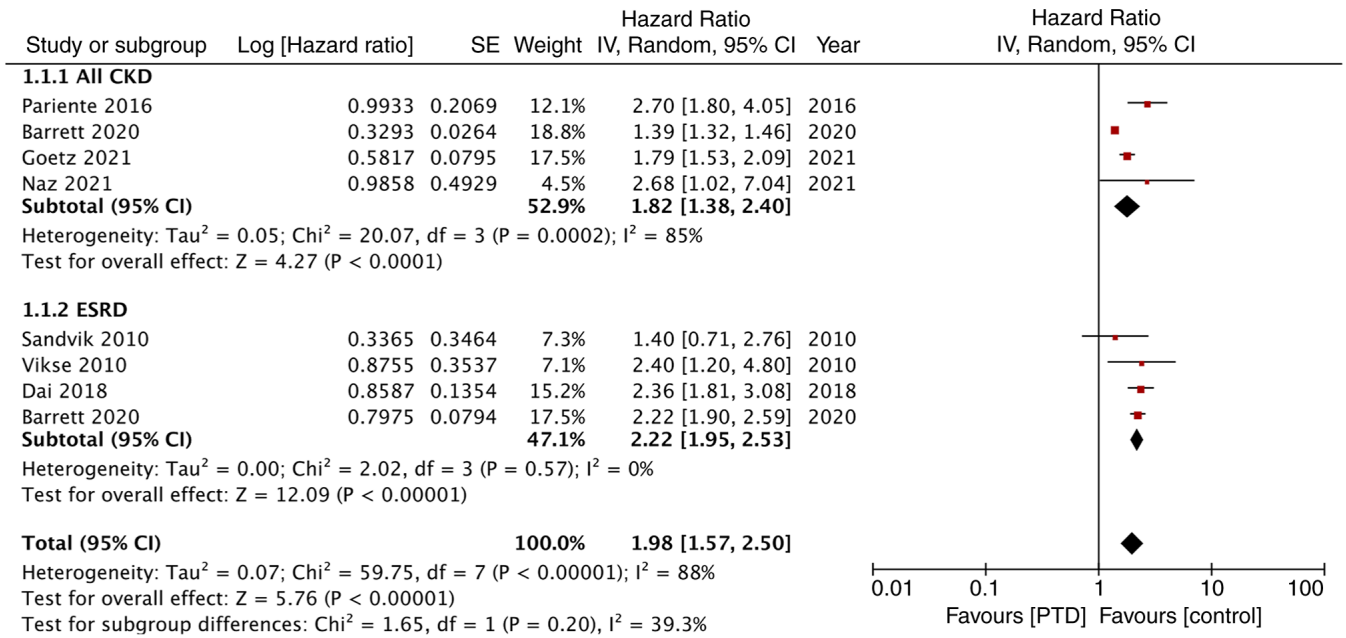 Hazard Ratio Hazard Ratio
Study or subgroup Log [Hazard ratio] SE Weight IV, Random, 95% CI Year IV, Random, 95% CI
1.1.1 All CKD
Pariente 2016 0.9933 0.2069 12.1% 2.70 [1.80, 4.05] 2016
Barrett 2020 0.3293 0.0264 18.8% 1.39 [1.32, 1.46] 2020
Goetz 2021 0.5817 0.0795 17.5% 1.79 [1.53, 2.09] 2021
Naz 2021 0.9858 0.4929 4.5% 2.68 [1.02, 7.04] 2021
Subtotal (95% CI) 52.9% 1.82 [1.38, 2.40]
Heterogeneity: Tau² = 0.05; Chi² = 20.07, df = 3 (P = 0.0002); I² = 85%
Test for overall effect: Z = 4.27 (P < 0.0001)
1.1.2 ESRD
Sandvik 2010 0.3365 0.3464 7.3% 1.40 [0.71, 2.76] 2010
Vikse 2010 0.8755 0.3537 7.1% 2.40 [1.20, 4.80] 2010
Dai 2018 0.8587 0.1354 15.2% 2.36 [1.81, 3.08] 2018
Barrett 2020 0.7975 0.0794 17.5% 2.22 [1.90, 2.59] 2020
Subtotal (95% CI) 47.1% 2.22 [1.95, 2.53]
Heterogeneity: Tau² = 0.00; Chi² = 2.02, df = 3 (P = 0.57); I² = 0%
Test for overall effect: Z = 12.09 (P < 0.00001)
Total (95% CI) 100.0% 1.98 [1.57, 2.50]
Heterogeneity: Tau² = 0.07; Chi² = 59.75, df = 7 (P < 0.00001); I² = 88%
0.01 0.1 1 10 100
Test for overall effect: Z = 5.76 (P < 0.00001)
Favours [PTD] Favours [control]
Test for subgroup differences: Chi² = 1.65, df = 1 (P = 0.20), I² = 39.3%